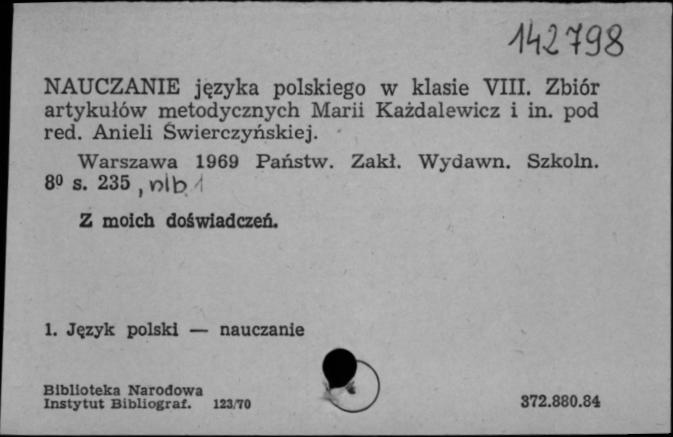 142798
NAUCZANIE języka polskiego w klasie VIII. Zbiór
artykułów metodycznych Marii Każdalewicz i in. pod
red. Anieli Świerczyńskiej.
Warszawa 1969 Państw. Zakł. Wydawn. Szkoln.
8⁰ s. 235, nlb 1
Z moich doświadczeń.
1. Język polski — nauczanie
Biblioteka Narodowa
Instytut Bibliograf. 123/70
372.880.84